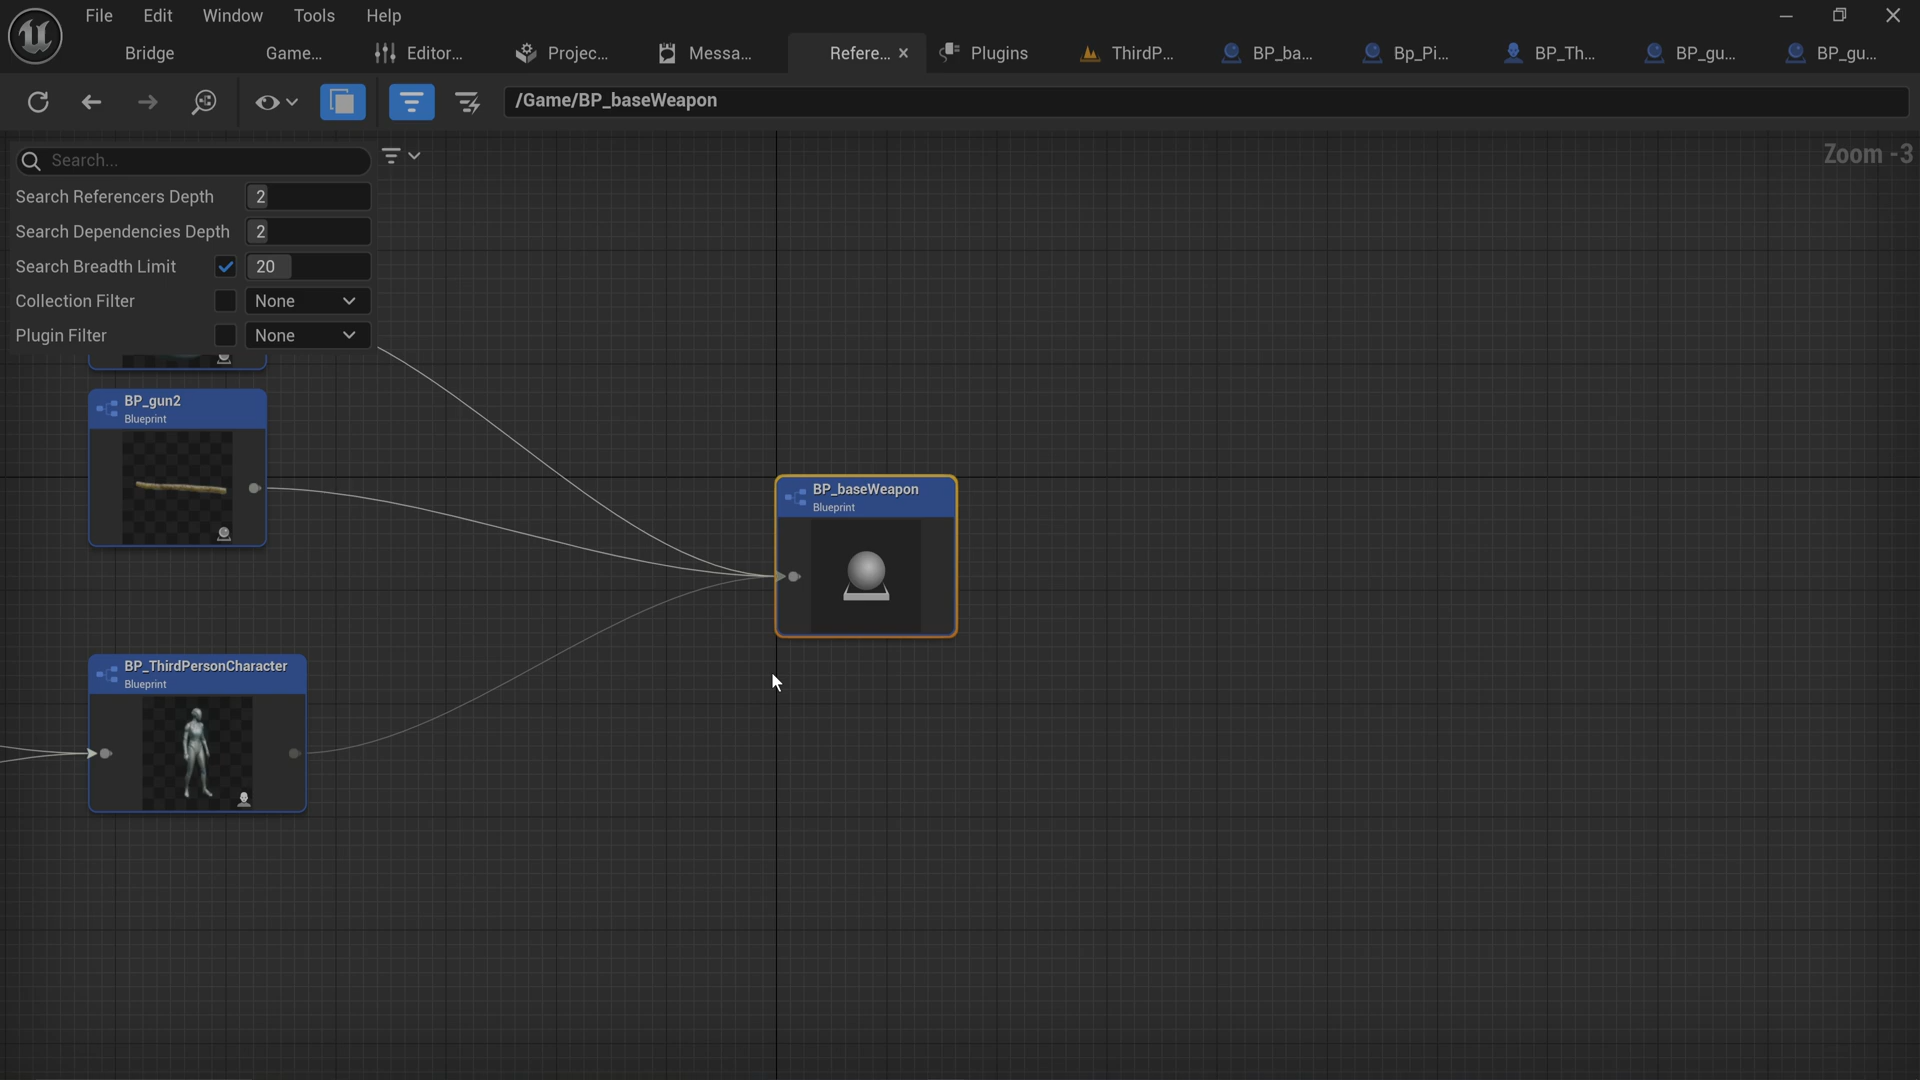 File Edit Window Tools Help
Bridge Game... Editor... Projec... Messa... Refere... Plugins ThirdP... BP_ba... Bp_Pi... BP_Th... BP_gu... BP_gu...
/Game/BP_baseWeapon
Search...
Zoom -3
Search Referencers Depth 2
Search Dependencies Depth 2
Search Breadth Limit 20
Collection Filter None
Plugin Filter None
BP_gun2
Blueprint
BP_baseWeapon
Blueprint
BP_ThirdPersonCharacter
Blueprint